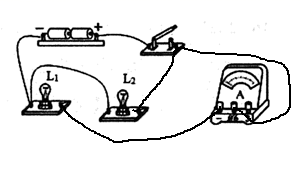 − +
L₁ L₂
A